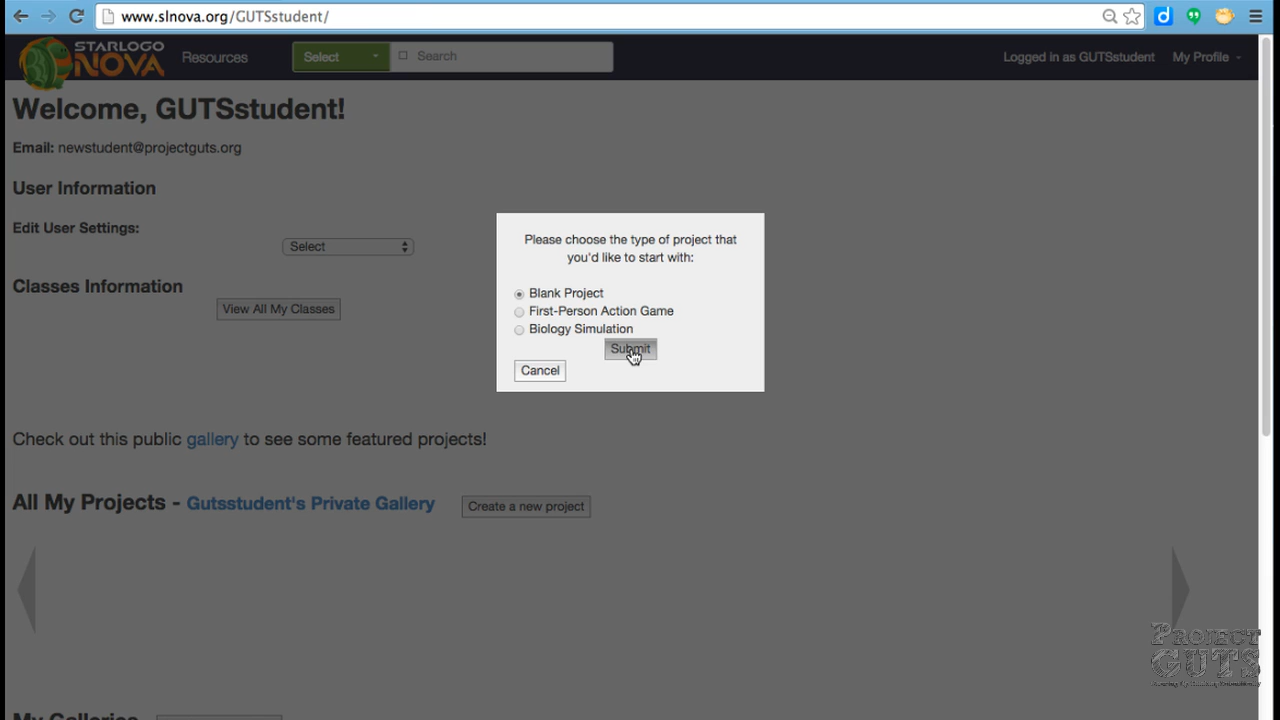 www.slnova.org/GUTSstudent/
STARLOGO
NOVA
Resources
Select
Search
Logged in as GUTSstudent
My Profile
Welcome, GUTSstudent!
Email: newstudent@projectguts.org
User Information
Edit User Settings:
Select
Classes Information
View All My Classes
Please choose the type of project that
you'd like to start with:
Blank Project
First-Person Action Game
Biology Simulation
Submit
Cancel
Check out this public gallery to see some featured projects!
All My Projects - Gutsstudent's Private Gallery
Create a new project
PROJECT
GUTS
My Galleries